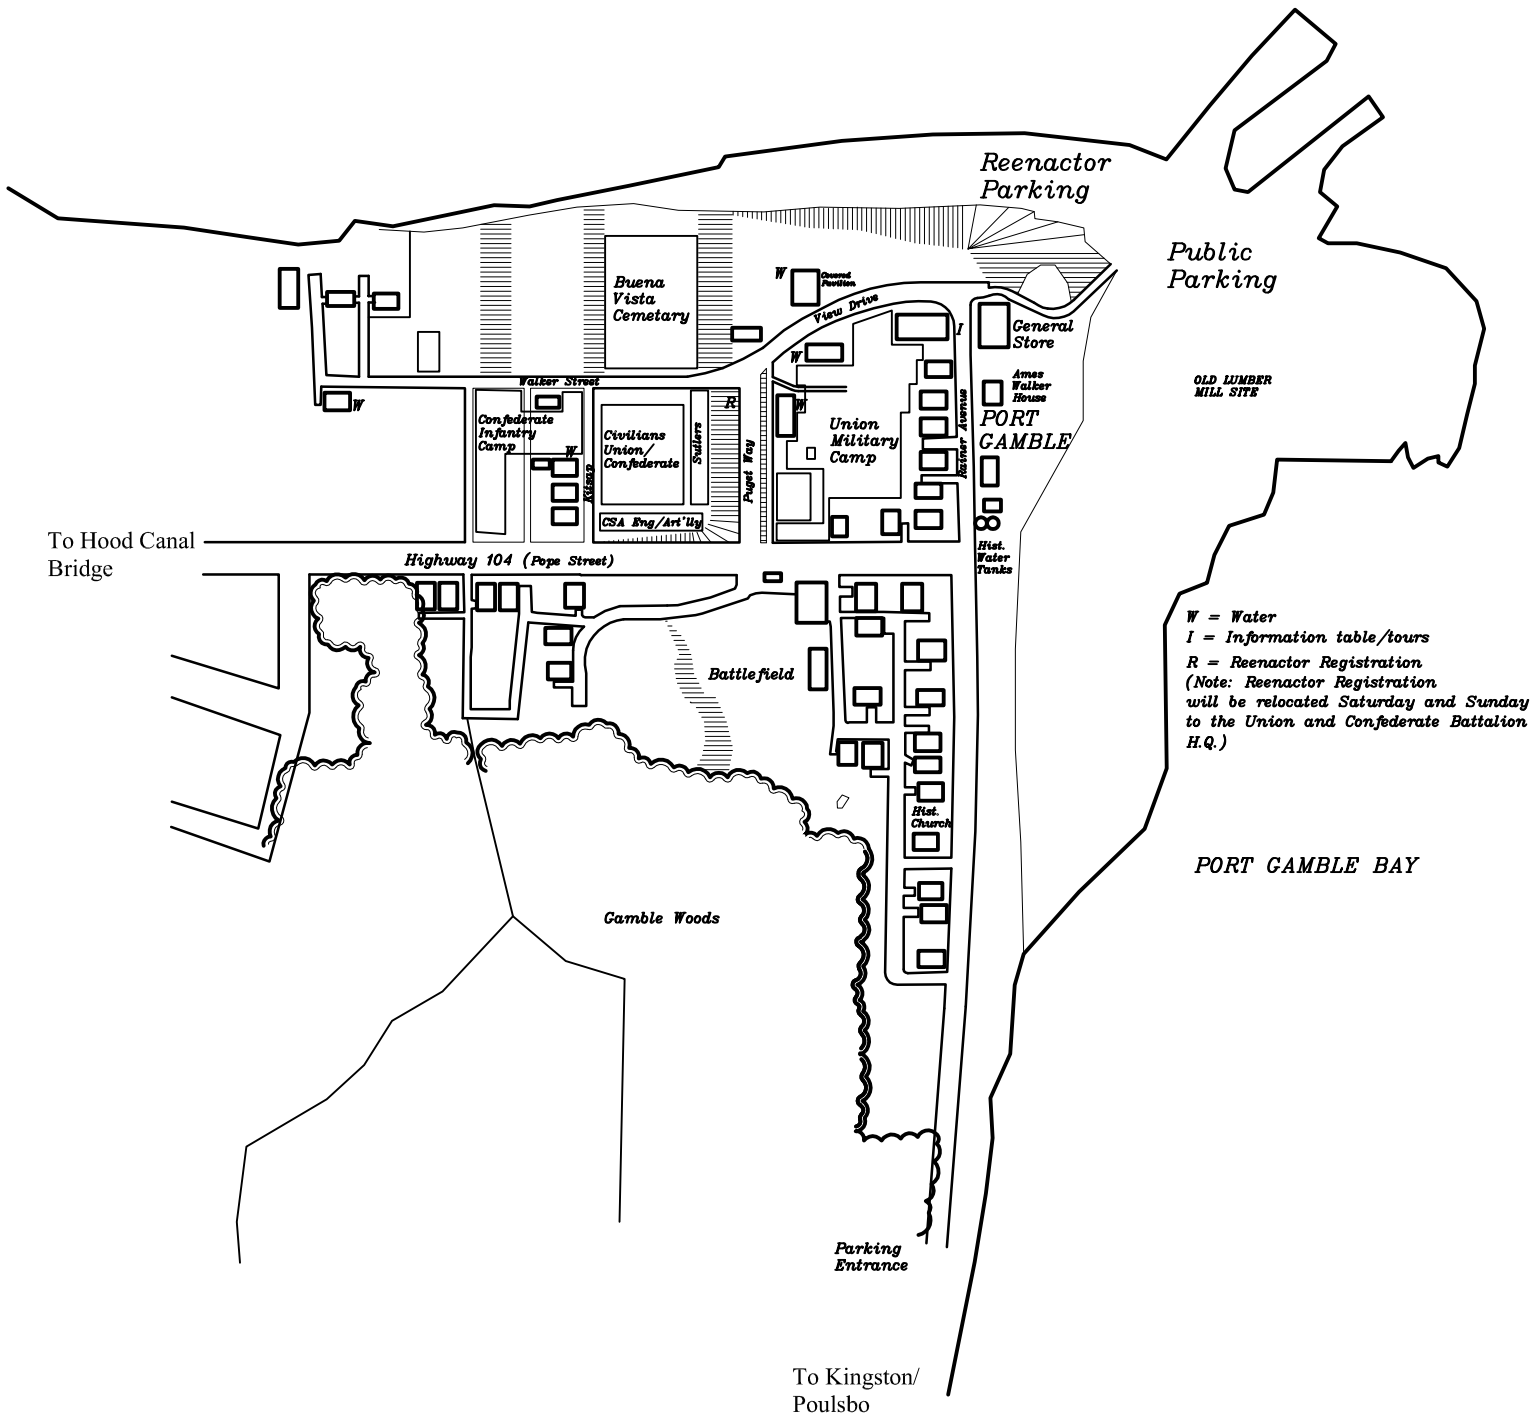 Reenactor
Parking
Public
Parking
Buena
Vista
Cemetary
W
Covered
Pavilion
View Drive
I
General
Store
W
Walker Street
W
Ames
Walker
House
OLD LUMBER
MILL SITE
R
W
Confederate
Infantry
Camp
W
Kitsap
Civilians
Union/
Confederate
Sutlers
Puget Way
Union
Military
Camp
Rainer Avenue
PORT
GAMBLE
CSA Eng/Art'lly
To Hood Canal
Bridge
Highway 104 (Pope Street)
Hist.
Water
Tanks
W = Water
I = Information table/tours
R = Reenactor Registration
(Note: Reenactor Registration
will be relocated Saturday and Sunday
to the Union and Confederate Battalion
H.Q.)
Battlefield
Hist.
Church
PORT GAMBLE BAY
Gamble Woods
Parking
Entrance
To Kingston/
Poulsbo